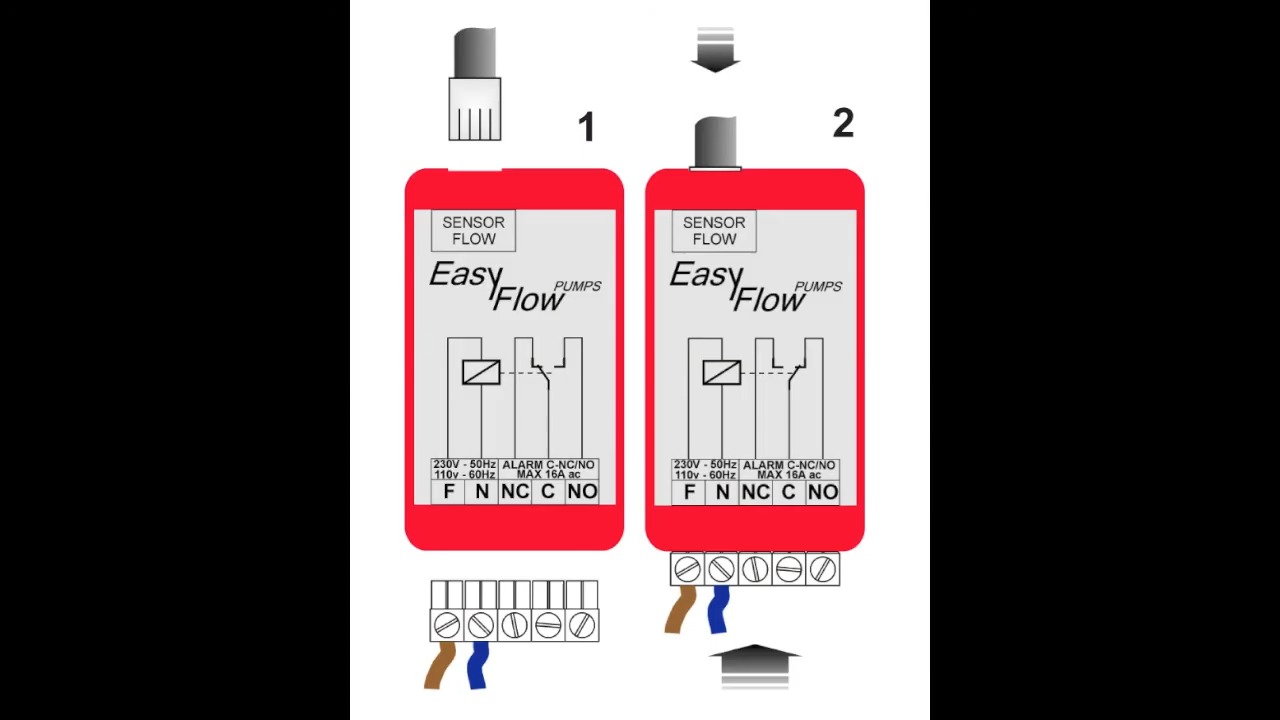 1
SENSOR
FLOW
Easy
Flow PUMPS
230V - 50Hz ALARM C-NC/NO
110v - 60Hz MAX 16A ac
F N NC C NO
2
SENSOR
FLOW
Easy
Flow PUMPS
230V - 50Hz ALARM C-NC/NO
110v - 60Hz MAX 16A ac
F N NC C NO